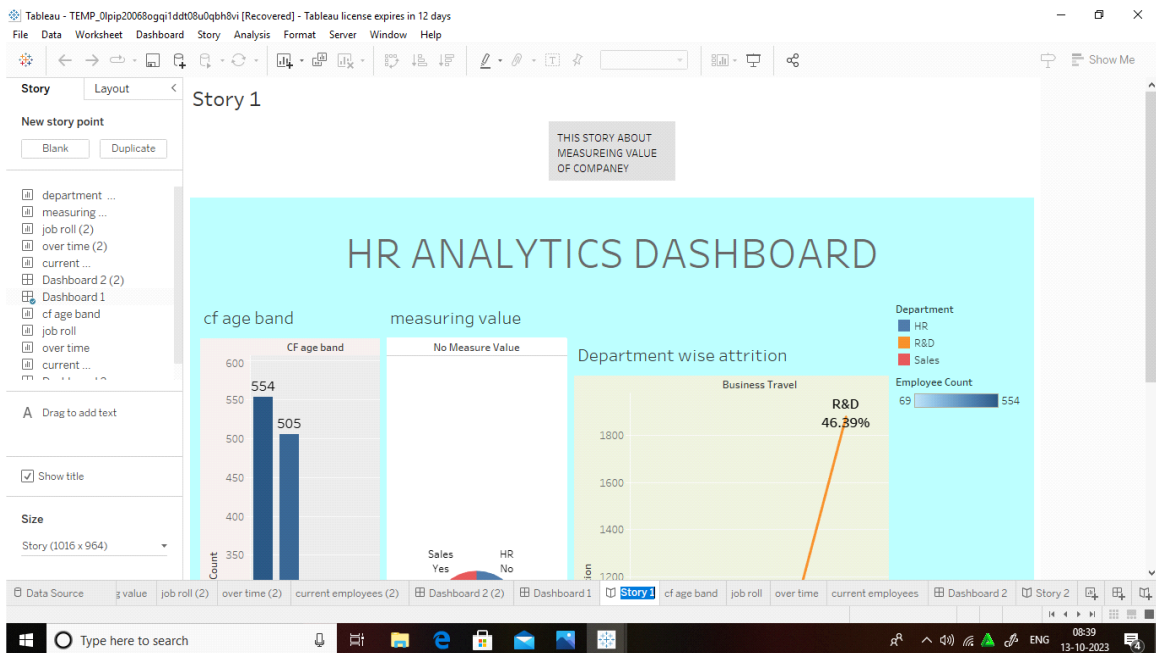 Tableau - TEMP_0lpip20068ogqi1ddt08u0qbh8vi [Recovered] - Tableau license expires in 12 days
File Data Worksheet Dashboard Story Analysis Format Server Window Help
Show Me
Story Layout
New story point
Blank Duplicate
department ...
measuring ...
job roll (2)
over time (2)
current ...
Dashboard 2 (2)
Dashboard 1
cf age band
job roll
over time
current ...
A Drag to add text
Show title
Size
Story (1016 x 964)
Story 1
THIS STORY ABOUT
MEASUREING VALUE
OF COMPANEY
HR ANALYTICS DASHBOARD
cf age band
CF age band
600
550
500
450
400
350
Count
554
505
measuring value
No Measure Value
Sales HR
Yes No
Department wise attrition
Business Travel
R&D
46.39%
1800
1600
1400
1200
Department
HR
R&D
Sales
Employee Count
69 554
Data Source g value job roll (2) over time (2) current employees (2) Dashboard 2 (2) Dashboard 1 Story 1 cf age band job roll over time current employees Dashboard 2 Story 2
Type here to search
ENG
08:39
13-10-2023
4